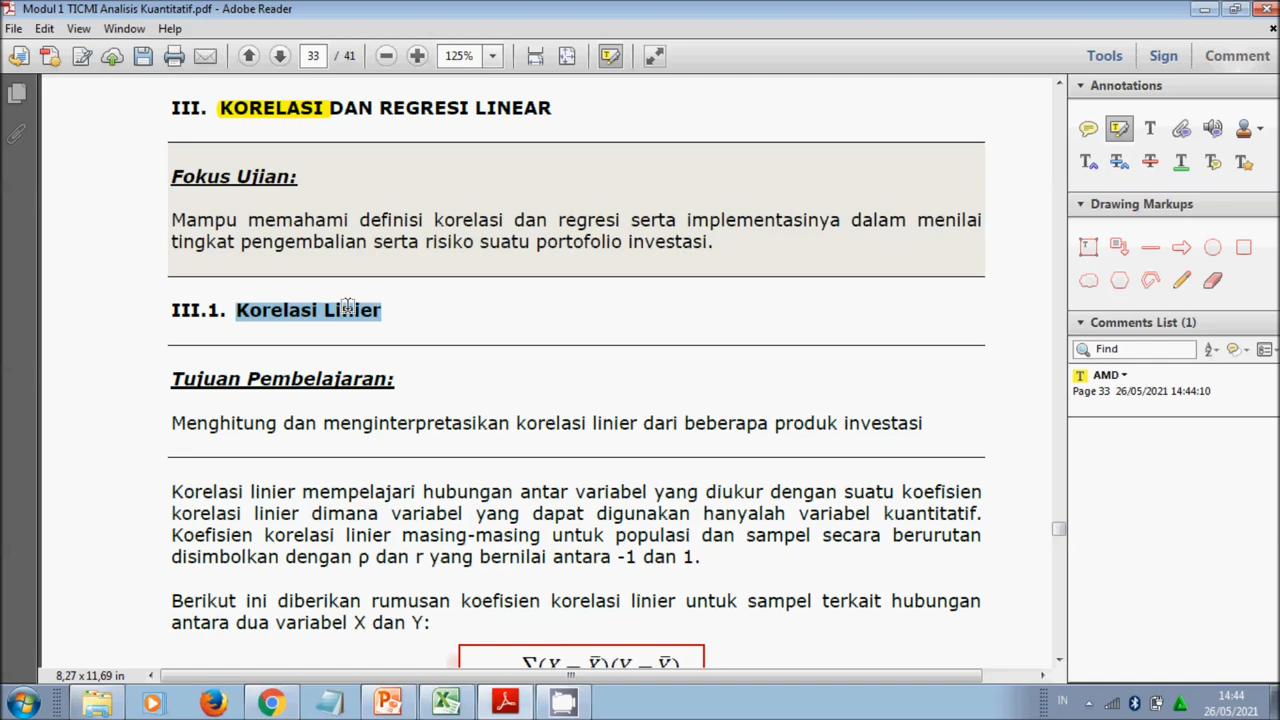 Modul 1 TICMI Analisis Kuantitatif.pdf - Adobe Reader
File Edit View Window Help
33 / 41 125% Tools Sign Comment
III. KORELASI DAN REGRESI LINEAR
Fokus Ujian:
Mampu memahami definisi korelasi dan regresi serta implementasinya dalam menilai
tingkat pengembalian serta risiko suatu portofolio investasi.
III.1. Korelasi Linier
Tujuan Pembelajaran:
Menghitung dan menginterpretasikan korelasi linier dari beberapa produk investasi
Korelasi linier mempelajari hubungan antar variabel yang diukur dengan suatu koefisien
korelasi linier dimana variabel yang dapat digunakan hanyalah variabel kuantitatif.
Koefisien korelasi linier masing-masing untuk populasi dan sampel secara berurutan
disimbolkan dengan ρ dan r yang bernilai antara -1 dan 1.
Berikut ini diberikan rumusan koefisien korelasi linier untuk sampel terkait hubungan
antara dua variabel X dan Y:
∑(X − X̄)(Y − Ȳ)
8,27 x 11,69 in
Annotations
Drawing Markups
Comments List (1)
Find
AMD
Page 33 26/05/2021 14:44:10
IN
14:44
26/05/2021